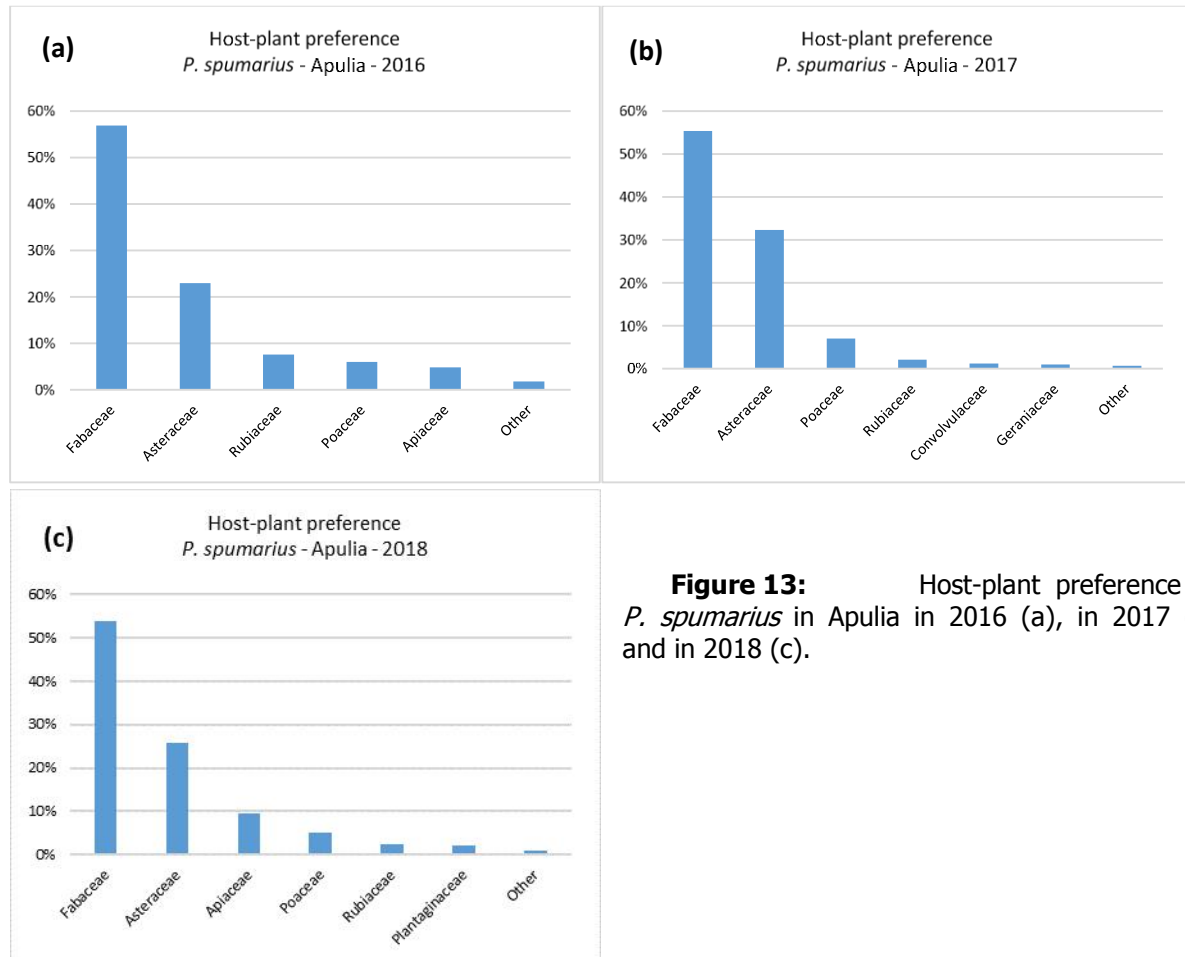 (a)
Host-plant preference
P. spumarius - Apulia - 2016
60%
50%
40%
30%
20%
10%
0%
Fabaceae
Asteraceae
Rubiaceae
Poaceae
Apiaceae
Other
(b)
Host-plant preference
P. spumarius - Apulia - 2017
60%
50%
40%
30%
20%
10%
0%
Fabaceae
Asteraceae
Poaceae
Rubiaceae
Convolvulaceae
Geraniaceae
Other
(c)
Host-plant preference
P. spumarius - Apulia - 2018
60%
50%
40%
30%
20%
10%
0%
Fabaceae
Asteraceae
Apiaceae
Poaceae
Rubiaceae
Plantaginaceae
Other
Figure 13: Host-plant preference
P. spumarius in Apulia in 2016 (a), in 2017
and in 2018 (c).